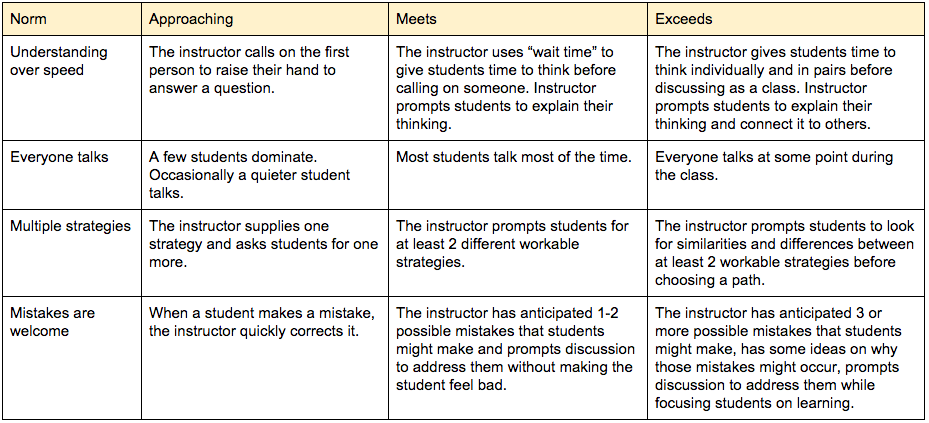 Norm
Approaching
Meets
Exceeds
Understanding
over speed
The instructor calls on the first
person to raise their hand to
answer a question.
The instructor uses “wait time” to
give students time to think before
calling on someone. Instructor
prompts students to explain their
thinking.
The instructor gives students time to
think individually and in pairs before
discussing as a class. Instructor
prompts students to explain their
thinking and connect it to others.
Everyone talks
A few students dominate.
Occasionally a quieter student
talks.
Most students talk most of the time.
Everyone talks at some point during
the class.
Multiple strategies
The instructor supplies one
strategy and asks students for one
more.
The instructor prompts students for
at least 2 different workable
strategies.
The instructor prompts students to look
for similarities and differences between
at least 2 workable strategies before
choosing a path.
Mistakes are
welcome
When a student makes a mistake,
the instructor quickly corrects it.
The instructor has anticipated 1-2
possible mistakes that students
might make and prompts discussion
to address them without making the
student feel bad.
The instructor has anticipated 3 or
more possible mistakes that students
might make, has some ideas on why
those mistakes might occur, prompts
discussion to address them while
focusing students on learning.